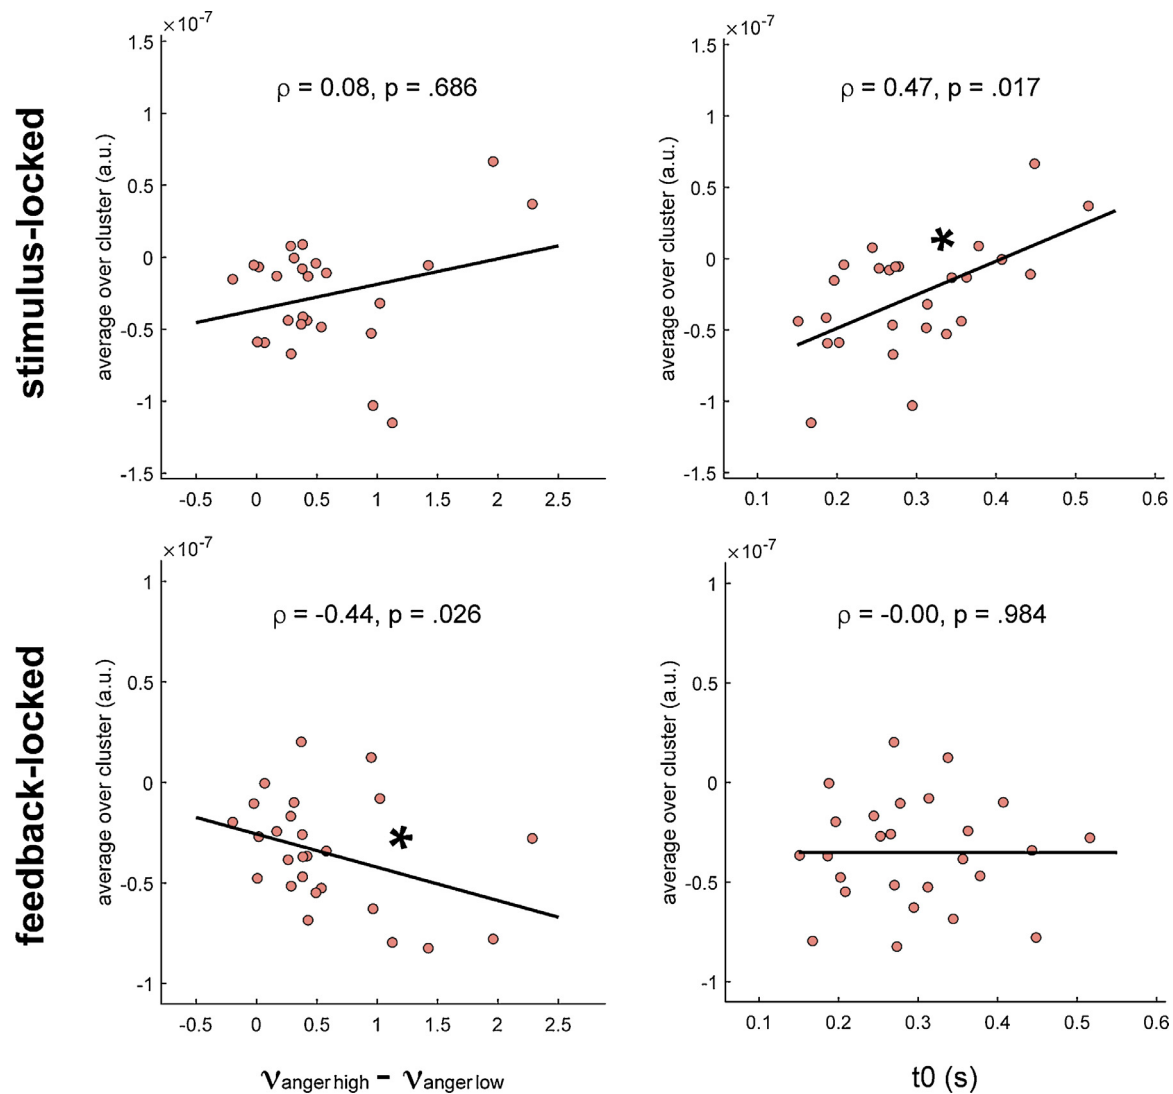 stimulus-locked
×10-7
1.5
1
0.5
0
-0.5
-1
-1.5
average over cluster (a.u.)
ρ = 0.08, p = .686
-0.5 0 0.5 1 1.5 2 2.5
×10-7
1.5
1
0.5
0
-0.5
-1
-1.5
average over cluster (a.u.)
ρ = 0.47, p = .017
*
0.1 0.2 0.3 0.4 0.5 0.6
feedback-locked
×10-7
1
0.5
0
-0.5
-1
average over cluster (a.u.)
ρ = -0.44, p = .026
*
-0.5 0 0.5 1 1.5 2 2.5
ν anger high - ν anger low
×10-7
1
0.5
0
-0.5
-1
average over cluster (a.u.)
ρ = -0.00, p = .984
0.1 0.2 0.3 0.4 0.5 0.6
t0 (s)